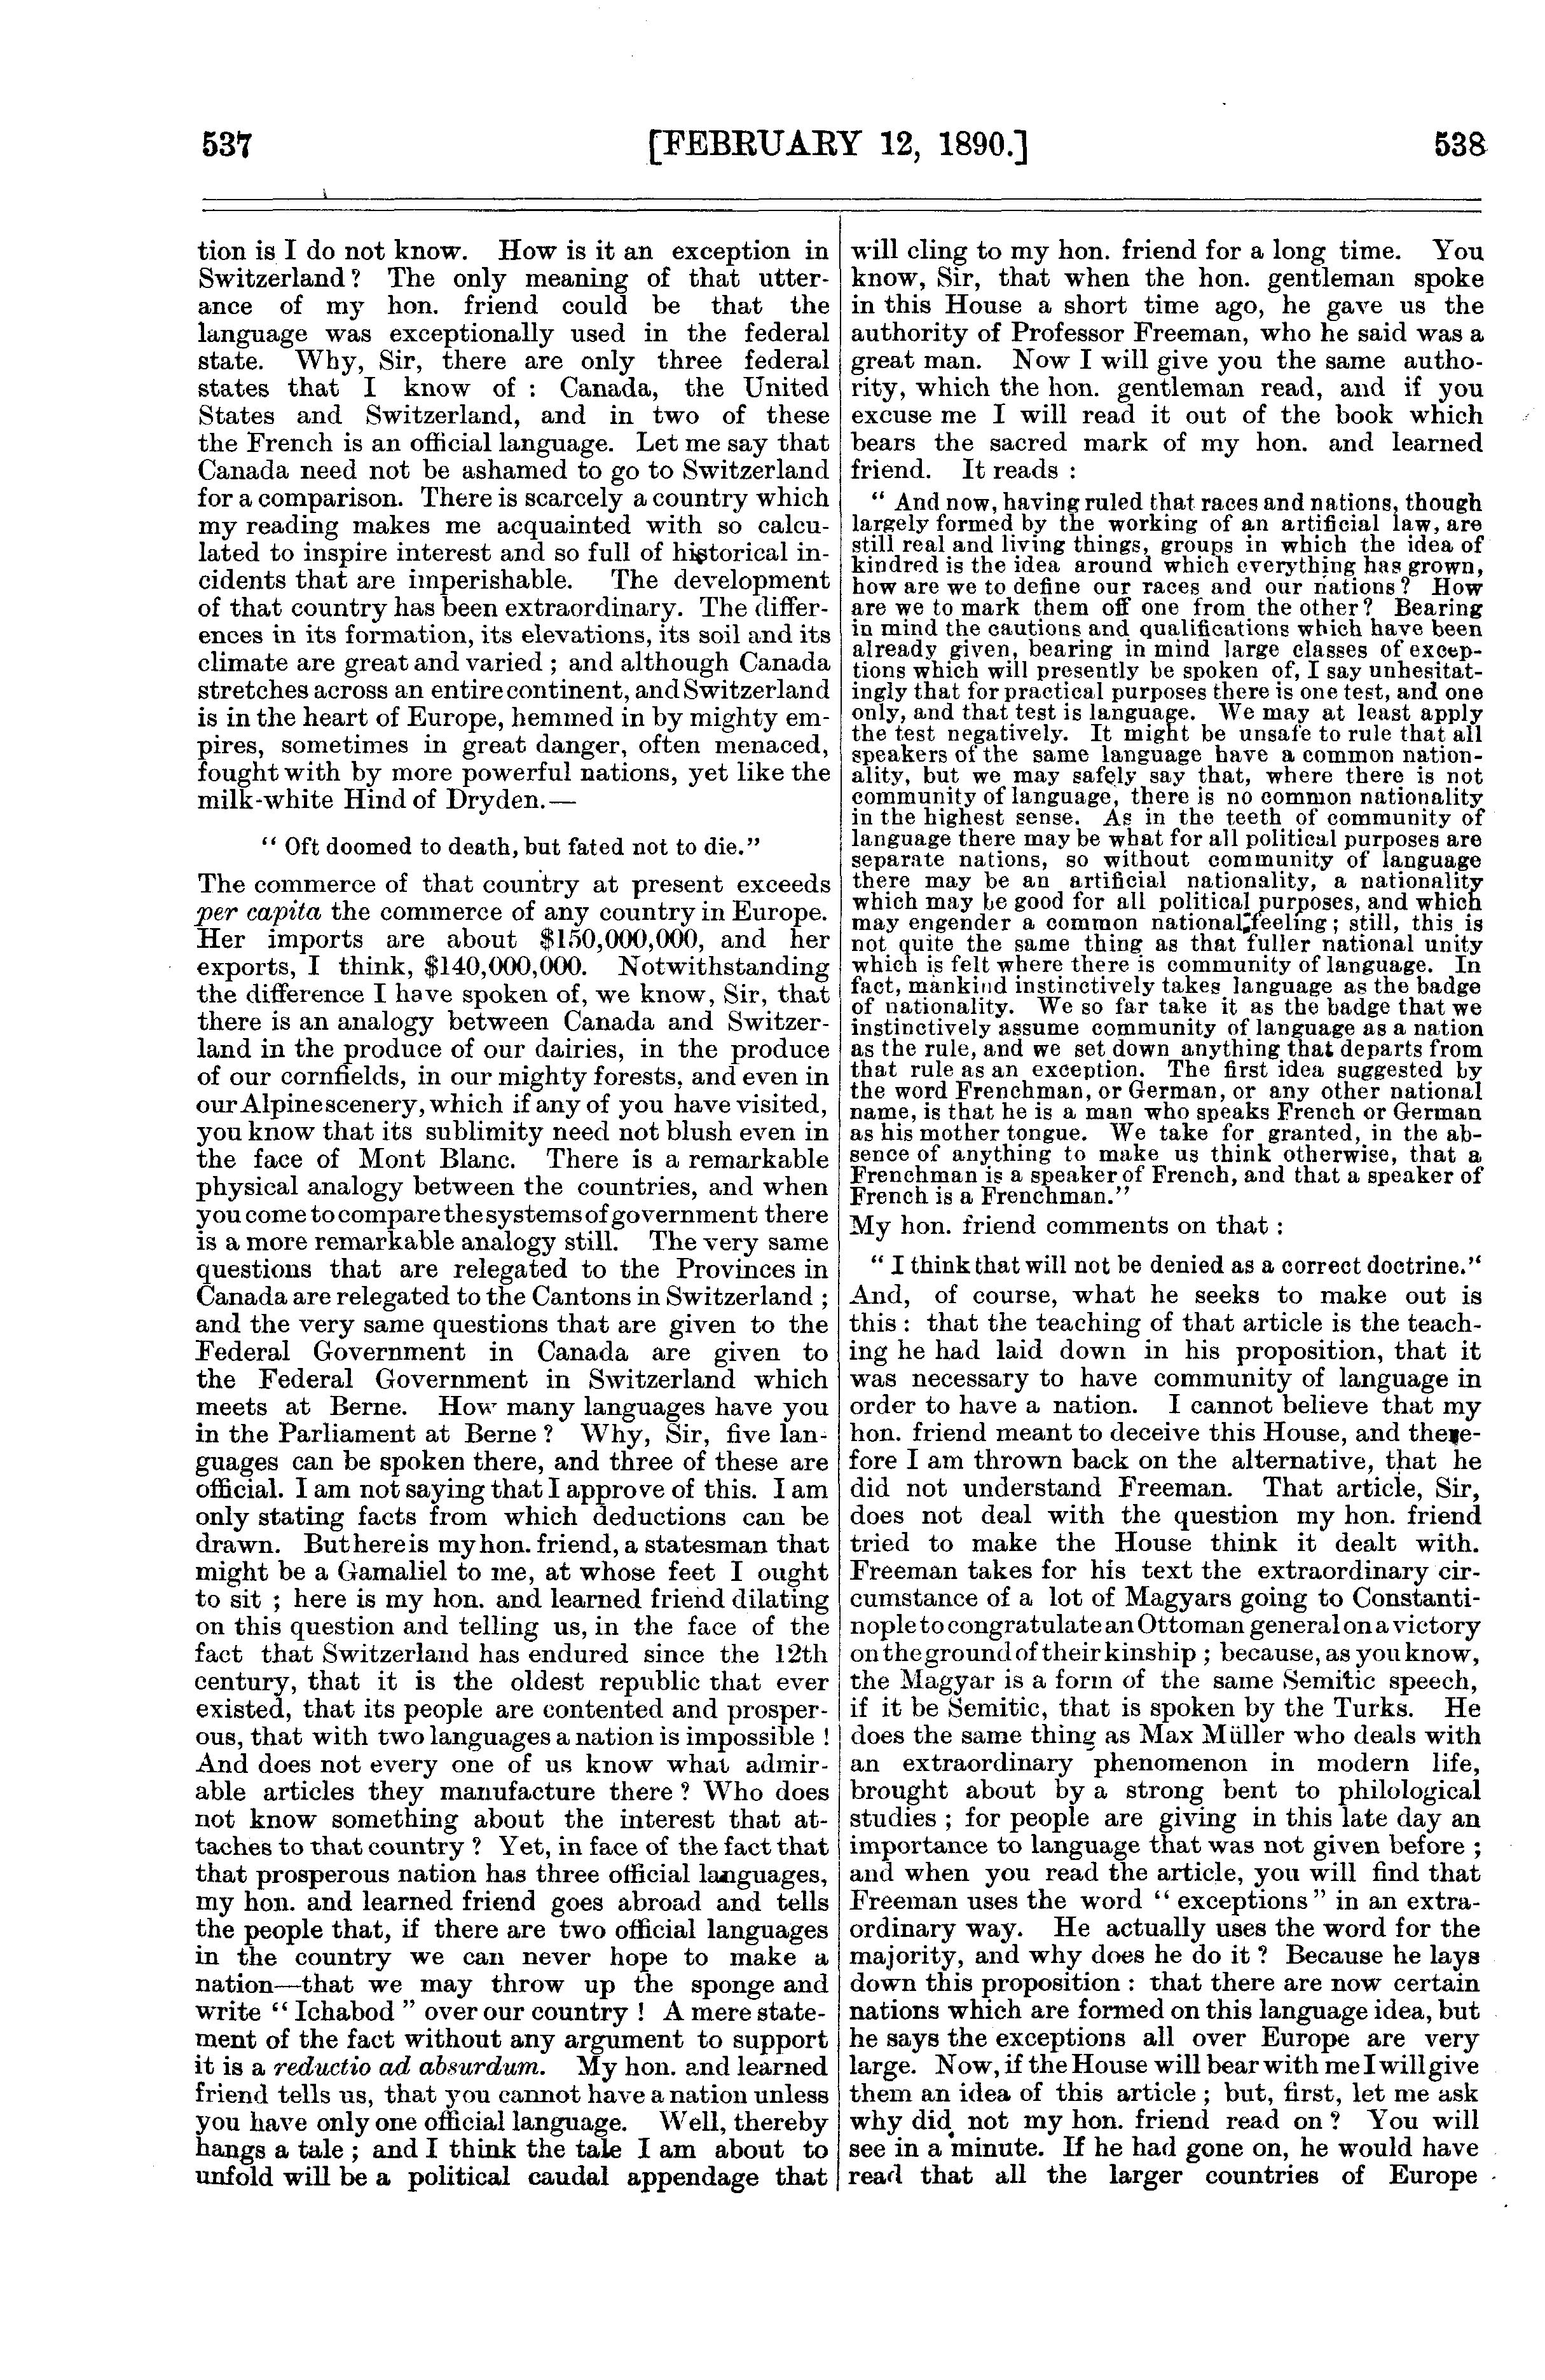 537
[FEBRUARY 12, 1890.]
538
tion is I do not know. How is it an exception in
Switzerland? The only meaning of that utter-
ance of my hon. friend could be that the
language was exceptionally used in the federal
state. Why, Sir, there are only three federal
states that I know of : Canada, the United
States and Switzerland, and in two of these
the French is an official language. Let me say that
Canada need not be ashamed to go to Switzerland
for a comparison. There is scarcely a country which
my reading makes me acquainted with so calcu-
lated to inspire interest and so full of historical in-
cidents that are imperishable. The development
of that country has been extraordinary. The differ-
ences in its formation, its elevations, its soil and its
climate are great and varied ; and although Canada
stretches across an entire continent, and Switzerland
is in the heart of Europe, hemmed in by mighty em-
pires, sometimes in great danger, often menaced,
fought with by more powerful nations, yet like the
milk-white Hind of Dryden.—
" Oft doomed to death, but fated not to die."
The commerce of that country at present exceeds
per capita the commerce of any country in Europe.
Her imports are about $150,000,000, and her
exports, I think, $140,000,000. Notwithstanding
the difference I have spoken of, we know, Sir, that
there is an analogy between Canada and Switzer-
land in the produce of our dairies, in the produce
of our cornfields, in our mighty forests, and even in
our Alpine scenery, which if any of you have visited,
you know that its sublimity need not blush even in
the face of Mont Blanc. There is a remarkable
physical analogy between the countries, and when
you come to compare the systems of government there
is a more remarkable analogy still. The very same
questions that are relegated to the Provinces in
Canada are relegated to the Cantons in Switzerland ;
and the very same questions that are given to the
Federal Government in Canada are given to
the Federal Government in Switzerland which
meets at Berne. How many languages have you
in the Parliament at Berne ? Why, Sir, five lan-
guages can be spoken there, and three of these are
official. I am not saying that I approve of this. I am
only stating facts from which deductions can be
drawn. But here is my hon. friend, a statesman that
might be a Gamaliel to me, at whose feet I ought
to sit ; here is my hon. and learned friend dilating
on this question and telling us, in the face of the
fact that Switzerland has endured since the 12th
century, that it is the oldest republic that ever
existed, that its people are contented and prosper-
ous, that with two languages a nation is impossible !
And does not every one of us know what admir-
able articles they manufacture there ? Who does
not know something about the interest that at-
taches to that country ? Yet, in face of the fact that
that prosperous nation has three official languages,
my hon. and learned friend goes abroad and tells
the people that, if there are two official languages
in the country we can never hope to make a
nation—that we may throw up the sponge and
write " Ichabod " over our country ! A mere state-
ment of the fact without any argument to support
it is a reductio ad absurdum. My hon. and learned
friend tells us, that you cannot have a nation unless
you have only one official language. Well, thereby
hangs a tale ; and I think the tale I am about to
unfold will be a political caudal appendage that
will cling to my hon. friend for a long time. You
know, Sir, that when the hon. gentleman spoke
in this House a short time ago, he gave us the
authority of Professor Freeman, who he said was a
great man. Now I will give you the same autho-
rity, which the hon. gentleman read, and if you
excuse me I will read it out of the book which
bears the sacred mark of my hon. and learned
friend. It reads :
" And now, having ruled that races and nations, though
largely formed by the working of an artificial law, are
still real and living things, groups in which the idea of
kindred is the idea around which everything has grown,
how are we to define our races and our nations ? How
are we to mark them off one from the other ? Bearing
in mind the cautions and qualifications which have been
already given, bearing in mind large classes of excep-
tions which will presently be spoken of, I say unhesitat-
ingly that for practical purposes there is one test, and one
only, and that test is language. We may at least apply
the test negatively. It might be unsafe to rule that all
speakers of the same language have a common nation-
ality, but we may safely say that, where there is not
community of language, there is no common nationality
in the highest sense. As in the teeth of community of
language there may be what for all political purposes are
separate nations, so without community of language
there may be an artificial nationality, a nationality
which may be good for all political purposes, and which
may engender a common national feeling ; still, this is
not quite the same thing as that fuller national unity
which is felt where there is community of language. In
fact, mankind instinctively takes language as the badge
of nationality. We so far take it as the badge that we
instinctively assume community of language as a nation
as the rule, and we set down anything that departs from
that rule as an exception. The first idea suggested by
the word Frenchman, or German, or any other national
name, is that he is a man who speaks French or German
as his mother tongue. We take for granted, in the ab-
sence of anything to make us think otherwise, that a
Frenchman is a speaker of French, and that a speaker of
French is a Frenchman."
My hon. friend comments on that :
" I think that will not be denied as a correct doctrine."
And, of course, what he seeks to make out is
this : that the teaching of that article is the teach-
ing he had laid down in his proposition, that it
was necessary to have community of language in
order to have a nation. I cannot believe that my
hon. friend meant to deceive this House, and there-
fore I am thrown back on the alternative, that he
did not understand Freeman. That article, Sir,
does not deal with the question my hon. friend
tried to make the House think it dealt with.
Freeman takes for his text the extraordinary cir-
cumstance of a lot of Magyars going to Constanti-
nople to congratulate an Ottoman general on a victory
on the ground of their kinship ; because, as you know,
the Magyar is a form of the same Semitic speech,
if it be Semitic, that is spoken by the Turks. He
does the same thing as Max Müller who deals with
an extraordinary phenomenon in modern life,
brought about by a strong bent to philological
studies ; for people are giving in this late day an
importance to language that was not given before ;
and when you read the article, you will find that
Freeman uses the word " exceptions " in an extra-
ordinary way. He actually uses the word for the
majority, and why does he do it ? Because he lays
down this proposition : that there are now certain
nations which are formed on this language idea, but
he says the exceptions all over Europe are very
large. Now, if the House will bear with me I will give
them an idea of this article ; but, first, let me ask
why did not my hon. friend read on ? You will
see in a minute. If he had gone on, he would have
read that all the larger countries of Europe